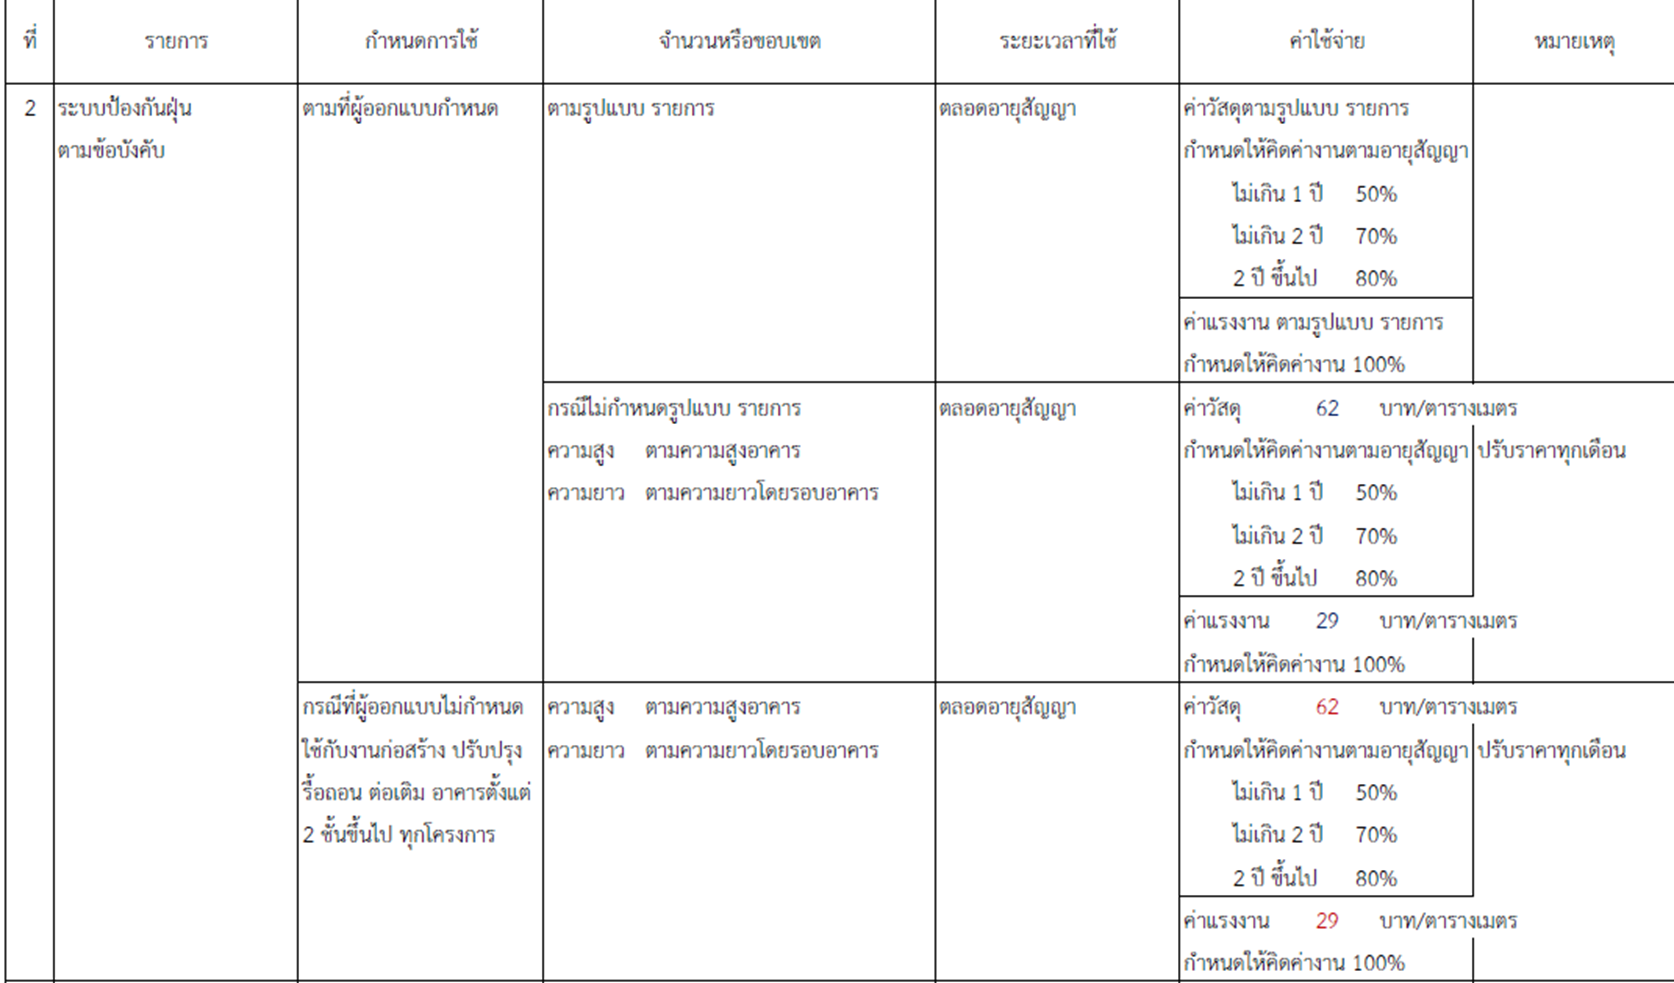 ที่ รายการ กำหนดการใช้ จำนวนหรือขอบเขต ระยะเวลาที่ใช้ ค่าใช้จ่าย หมายเหตุ
2 ระบบป้องกันฝุ่น ตามที่ผู้ออกแบบกำหนด ตามรูปแบบ รายการ ตลอดอายุสัญญา ค่าวัสดุตามรูปแบบ รายการ
ตามข้อบังคับ กำหนดให้คิดค่างานตามอายุสัญญา
ไม่เกิน 1 ปี 50%
ไม่เกิน 2 ปี 70%
2 ปี ขึ้นไป 80%
ค่าแรงงาน ตามรูปแบบ รายการ
กำหนดให้คิดค่างาน 100%
กรณีไม่กำหนดรูปแบบ รายการ ตลอดอายุสัญญา ค่าวัสดุ 62 บาท/ตารางเมตร
ความสูง ตามความสูงอาคาร กำหนดให้คิดค่างานตามอายุสัญญา ปรับราคาทุกเดือน
ความยาว ตามความยาวโดยรอบอาคาร ไม่เกิน 1 ปี 50%
ไม่เกิน 2 ปี 70%
2 ปี ขึ้นไป 80%
ค่าแรงงาน 29 บาท/ตารางเมตร
กำหนดให้คิดค่างาน 100%
กรณีที่ผู้ออกแบบไม่กำหนด ความสูง ตามความสูงอาคาร ตลอดอายุสัญญา ค่าวัสดุ 62 บาท/ตารางเมตร
ใช้กับงานก่อสร้าง ปรับปรุง ความยาว ตามความยาวโดยรอบอาคาร กำหนดให้คิดค่างานตามอายุสัญญา ปรับราคาทุกเดือน
รื้อถอน ต่อเติม อาคารตั้งแต่ ไม่เกิน 1 ปี 50%
2 ชั้นขึ้นไป ทุกโครงการ ไม่เกิน 2 ปี 70%
2 ปี ขึ้นไป 80%
ค่าแรงงาน 29 บาท/ตารางเมตร
กำหนดให้คิดค่างาน 100%